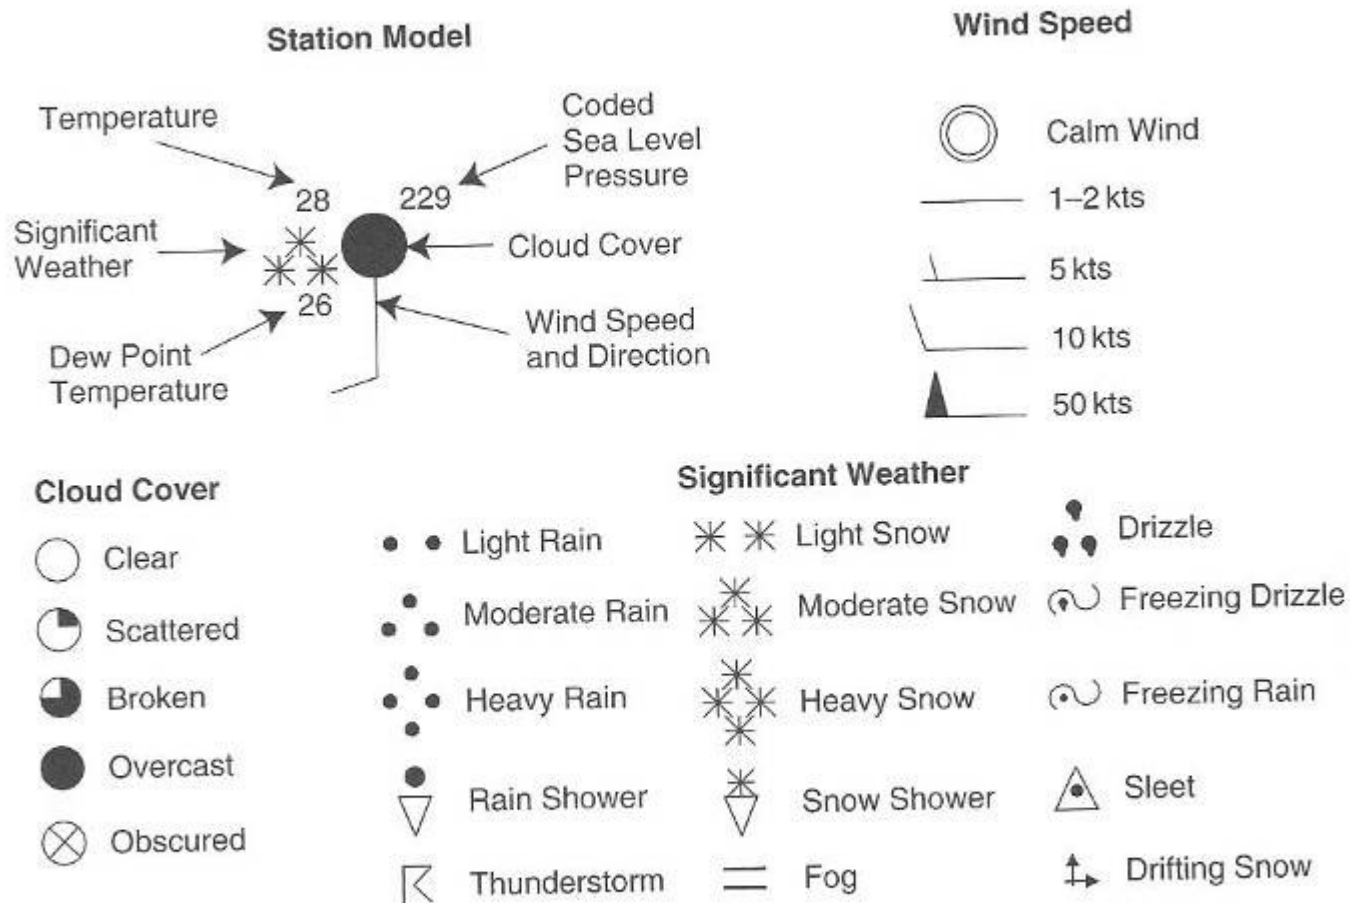 Station Model
Temperature
28
229
Coded
Sea Level
Pressure
Significant
Weather
Cloud Cover
26
Dew Point
Temperature
Wind Speed
and Direction
Wind Speed
Calm Wind
1–2 kts
5 kts
10 kts
50 kts
Cloud Cover
Clear
Scattered
Broken
Overcast
Obscured
Significant Weather
Light Rain
Moderate Rain
Heavy Rain
Rain Shower
Thunderstorm
Light Snow
Moderate Snow
Heavy Snow
Snow Shower
Fog
Drizzle
Freezing Drizzle
Freezing Rain
Sleet
Drifting Snow